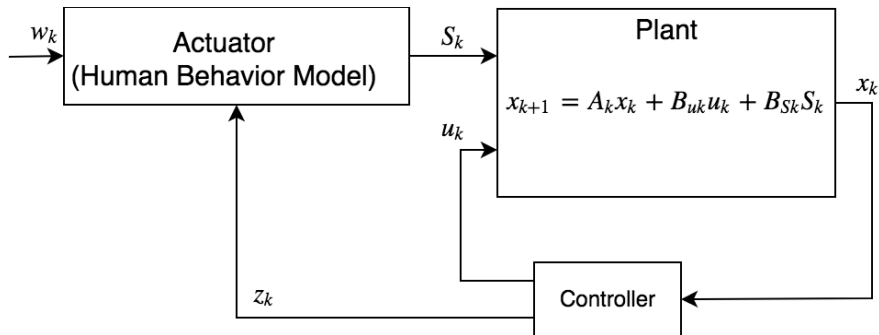 w_k
Actuator
(Human Behavior Model)
S_k
Plant
x_{k+1} = A_k x_k + B_{uk} u_k + B_{Sk} S_k
x_k
u_k
z_k
Controller